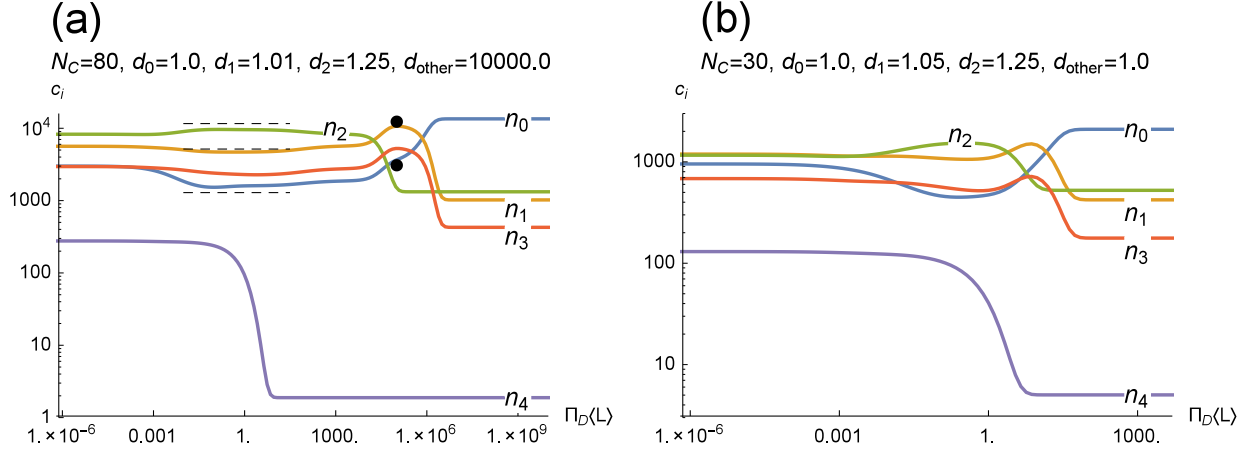 (a)
N_C=80, d_0=1.0, d_1=1.01, d_2=1.25, d_other=10000.0
c_i
10^4
1000
100
10
1
n_2
n_0
n_1
n_3
n_4
1.×10^-6
0.001
1.
1000.
1.×10^6
1.×10^9
Π_D⟨L⟩
(b)
N_C=30, d_0=1.0, d_1=1.05, d_2=1.25, d_other=1.0
c_i
1000
100
10
n_2
n_0
n_1
n_3
n_4
1.×10^-6
0.001
1.
1000.
Π_D⟨L⟩